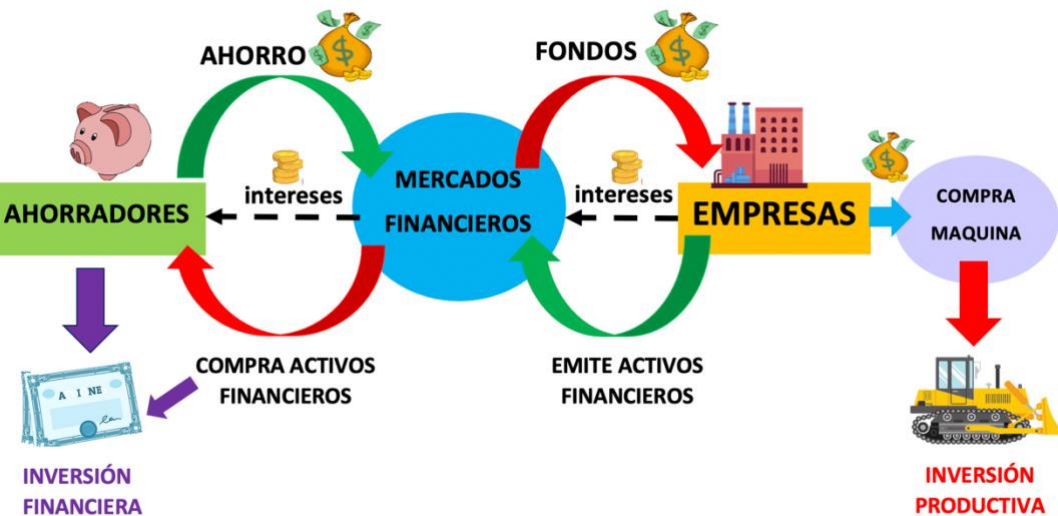 AHORRO
FONDOS
intereses
intereses
AHORRADORES
MERCADOS
FINANCIEROS
EMPRESAS
COMPRA
MAQUINA
COMPRA ACTIVOS
FINANCIEROS
EMITE ACTIVOS
FINANCIEROS
A I NE
INVERSIÓN
FINANCIERA
INVERSIÓN
PRODUCTIVA